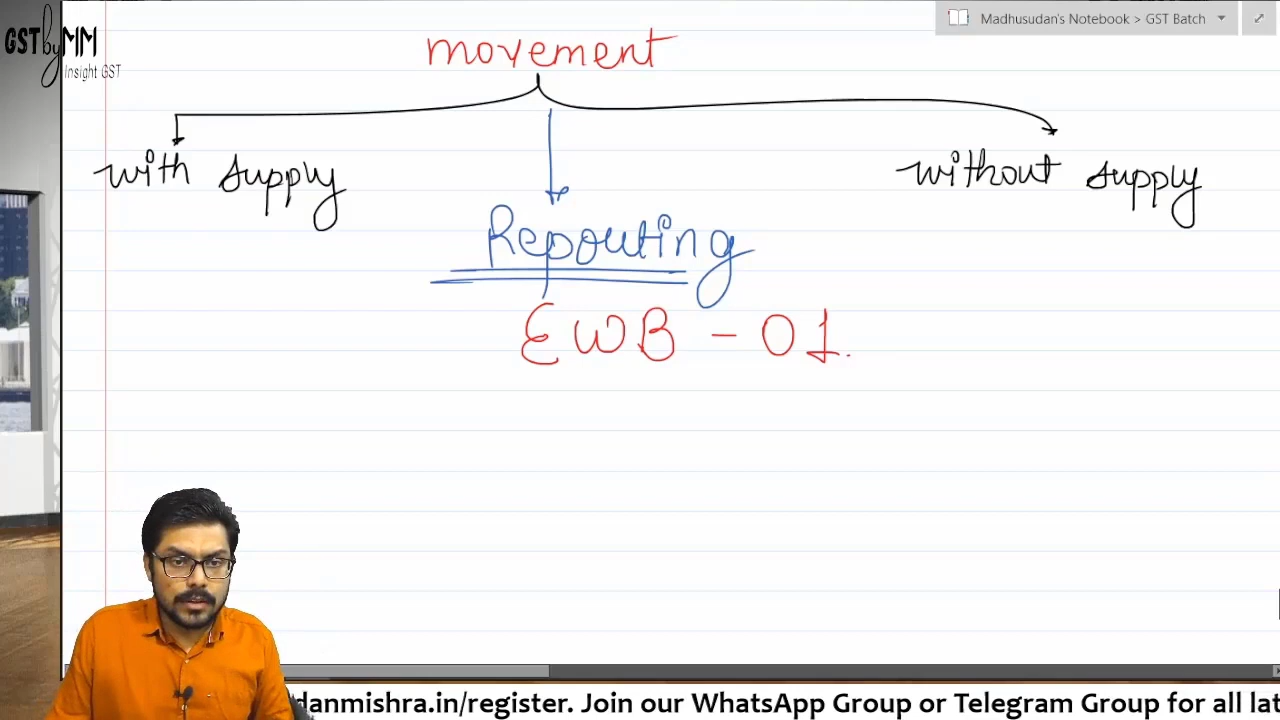 GST by MM
Insight GST
Madhusudan's Notebook > GST Batch
movement
with supply
without supply
Reporting
EWB - 01.
danmishra.in/register. Join our WhatsApp Group or Telegram Group for all lat